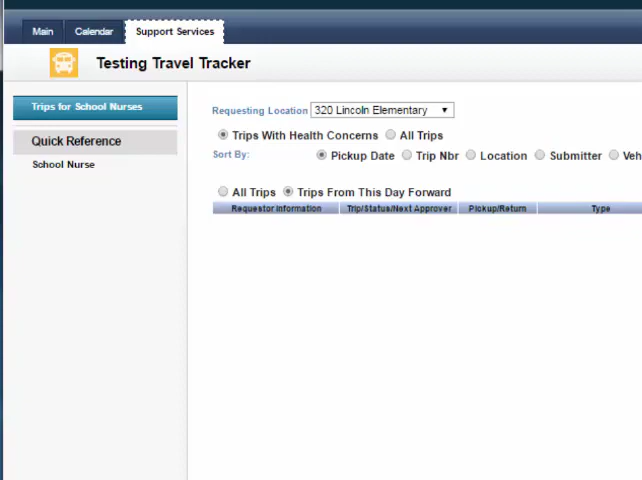 Main Calendar Support Services
Testing Travel Tracker
Trips for School Nurses
Quick Reference
School Nurse
Requesting Location 320 Lincoln Elementary
Trips With Health Concerns All Trips
Sort By: Pickup Date Trip Nbr Location Submitter Veh
All Trips Trips From This Day Forward
Requestor Information Trip/Status/Next Approver Pickup/Return Type